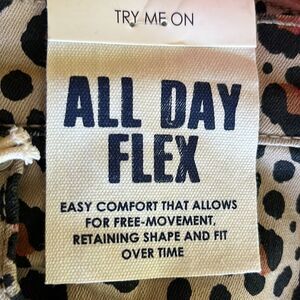 TRY ME ON
ALL DAY
FLEX
EASY COMFORT THAT ALLOWS
FOR FREE-MOVEMENT,
RETAINING SHAPE AND FIT
OVER TIME